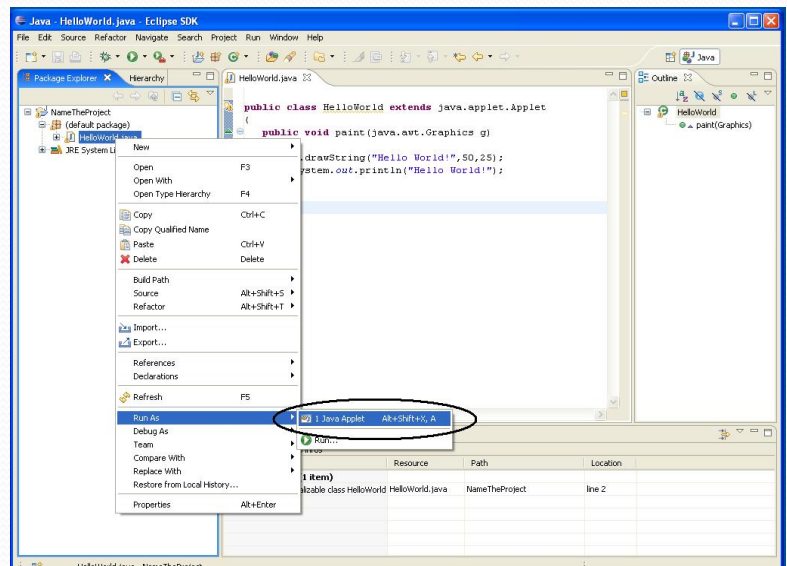 Java - HelloWorld.java - Eclipse SDK
File Edit Source Refactor Navigate Search Project Run Window Help
Java
Package Explorer Hierarchy
NameTheProject
(default package)
HelloWorld.java
JRE System Li
HelloWorld.java
public class HelloWorld extends java.applet.Applet
{
public void paint(java.awt.Graphics g)
.drawString("Hello World!",50,25);
ystem.out.println("Hello World!");
Outline
HelloWorld
paint(Graphics)
New
Open F3
Open With
Open Type Hierarchy F4
Copy Ctrl+C
Copy Qualified Name
Paste Ctrl+V
Delete Delete
Build Path
Source Alt+Shift+S
Refactor Alt+Shift+T
Import...
Export...
References
Declarations
Refresh F5
Run As
Debug As
Team
Compare With
Replace With
Restore from Local History...
Properties Alt+Enter
1 Java Applet Alt+Shift+X, A
Run...
Resource Path Location
1 item)
alizable class HelloWorld HelloWorld.java NameTheProject line 2